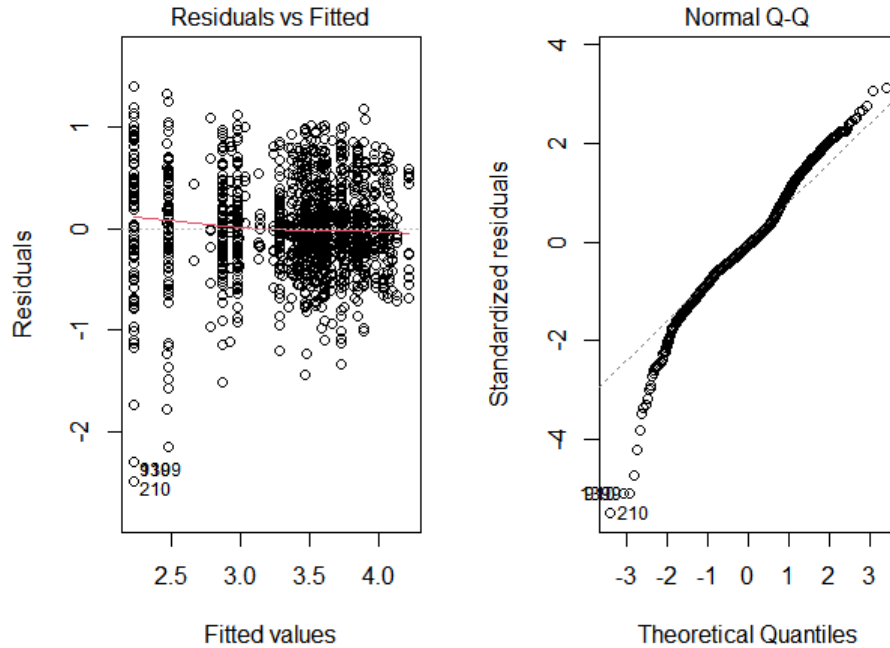 Residuals vs Fitted
Residuals
1
0
-1
-2
210
2.5 3.0 3.5 4.0
Fitted values
Normal Q-Q
Standardized residuals
4
2
0
-2
-4
210
-3 -2 -1 0 1 2 3
Theoretical Quantiles